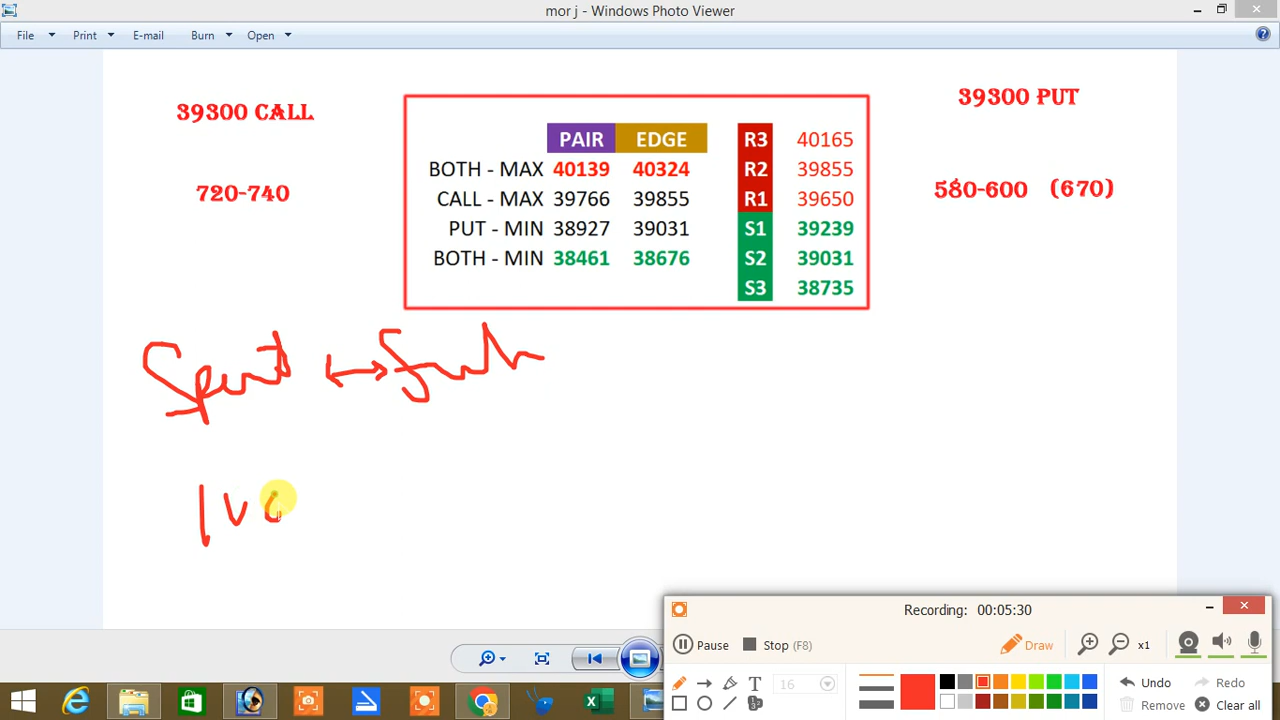 mor j - Windows Photo Viewer
File Print E-mail Burn Open
39300 CALL
720-740
PAIR EDGE
BOTH - MAX 40139 40324
CALL - MAX 39766 39855
PUT - MIN 38927 39031
BOTH - MIN 38461 38676
R3 40165
R2 39855
R1 39650
S1 39239
S2 39031
S3 38735
39300 PUT
580-600 (670)
Recording: 00:05:30
Pause Stop (F8) Draw x1
T 16 Undo Redo
Remove Clear all